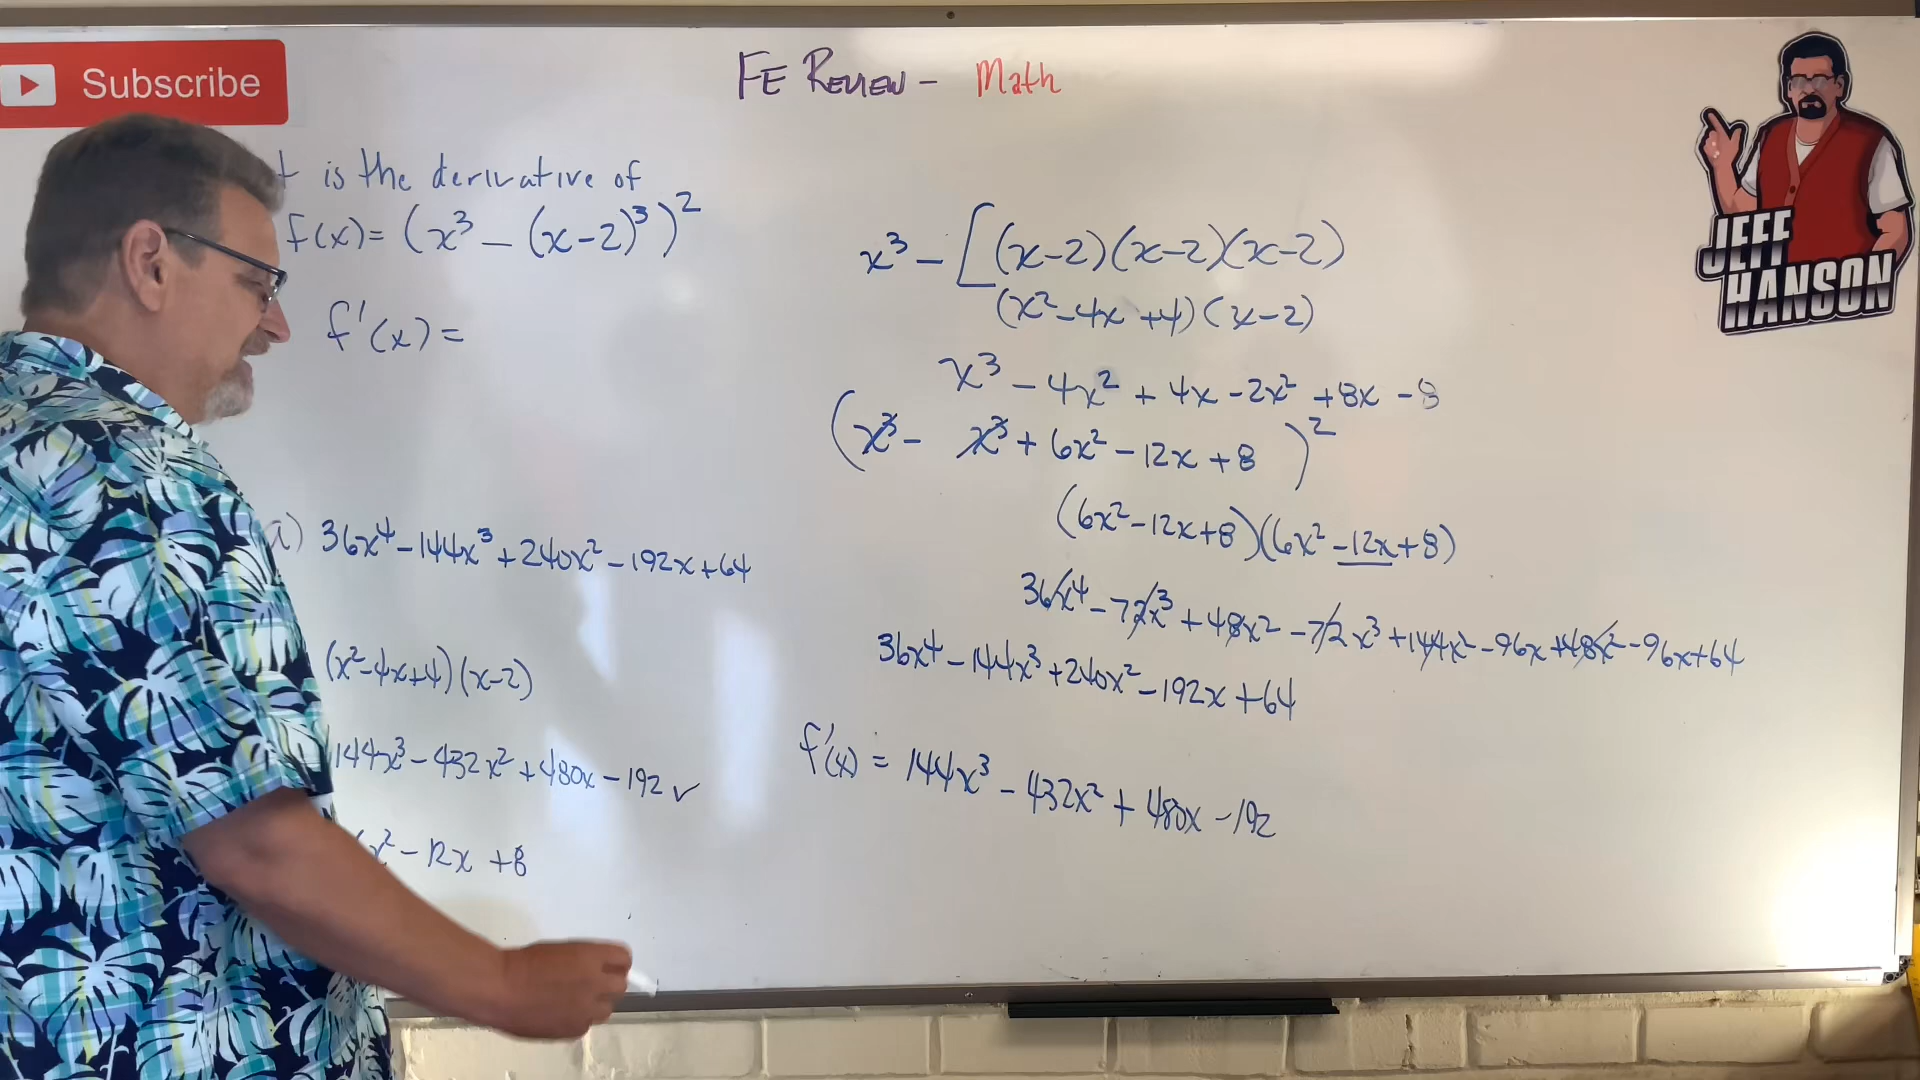 Subscribe
FE REVIEW - Math
JEFF
HANSON
is the derivative of
f(x) = (x³ - (x-2)³)²
f'(x) =
a) 36x⁴ - 144x³ + 240x² - 192x + 64
(x² - 4x + 4)(x-2)
144x³ - 432x² + 480x - 192 ✓
6x² - 12x + 8
x³ - [(x-2)(x-2)(x-2)
(x² - 4x + 4)(x-2)
x³ - 4x² + 4x - 2x² + 8x - 8
(x³ - x³ + 6x² - 12x + 8)²
(6x² - 12x + 8)(6x² - 12x + 8)
36x⁴ - 72x³ + 48x² - 72x³ + 144x² - 96x + 48x² - 96x + 64
36x⁴ - 144x³ + 240x² - 192x + 64
f'(x) = 144x³ - 432x² + 480x - 192